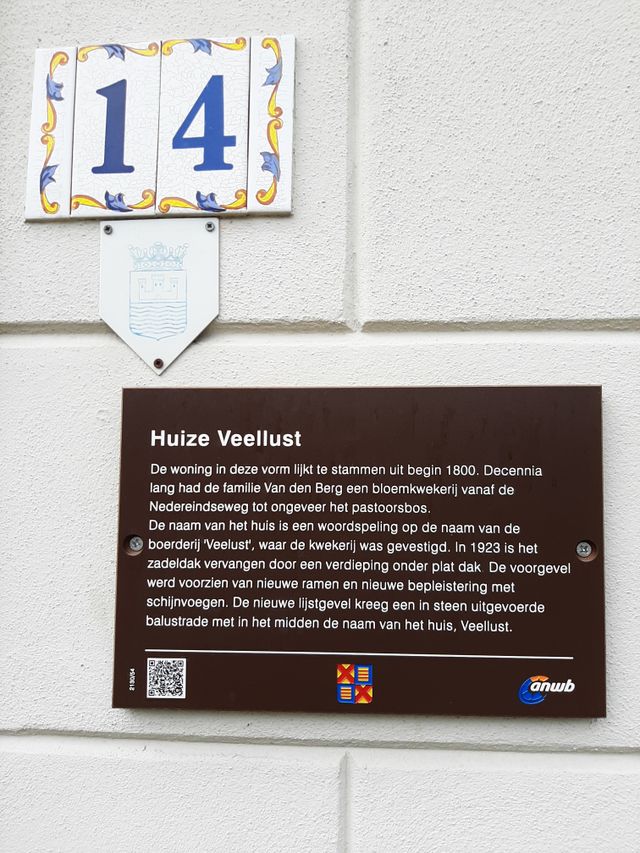 14
Huize Veellust
De woning in deze vorm lijkt te stammen uit begin 1800. Decennia
lang had de familie Van den Berg een bloemkwekerij vanaf de
Nedereindseweg tot ongeveer het pastoorsbos.
De naam van het huis is een woordspeling op de naam van de
boerderij 'Veelust', waar de kwekerij was gevestigd. In 1923 is het
zadeldak vervangen door een verdieping onder plat dak. De voorgevel
werd voorzien van nieuwe ramen en nieuwe bepleistering met
schijnvoegen. De nieuwe lijstgevel kreeg een in steen uitgevoerde
balustrade met in het midden de naam van het huis, Veellust.
2130/54
anwb